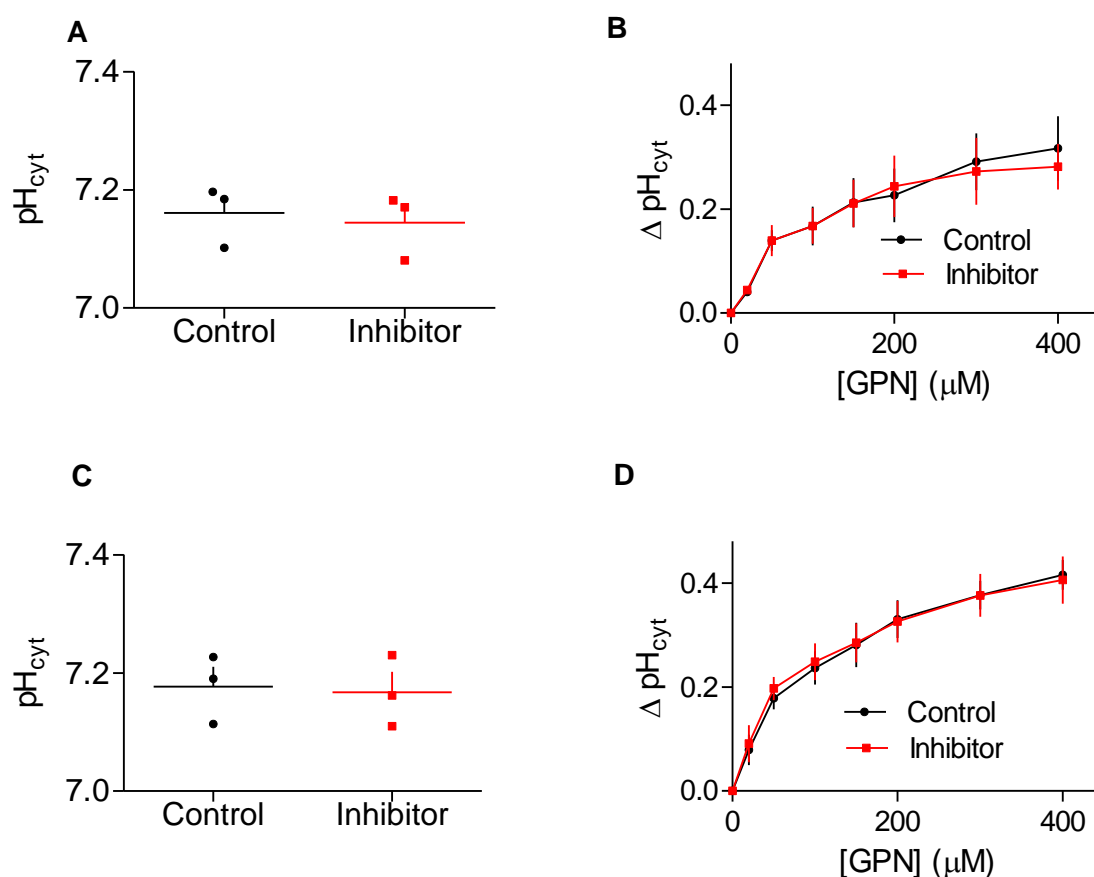 A
7.4
7.2
7.0
pHcyt
Control
Inhibitor
B
0.4
0.2
0.0
Δ pHcyt
Control
Inhibitor
0
200
400
[GPN] (μM)
C
7.4
7.2
7.0
pHcyt
Control
Inhibitor
D
0.4
0.2
0.0
Δ pHcyt
Control
Inhibitor
0
200
400
[GPN] (μM)